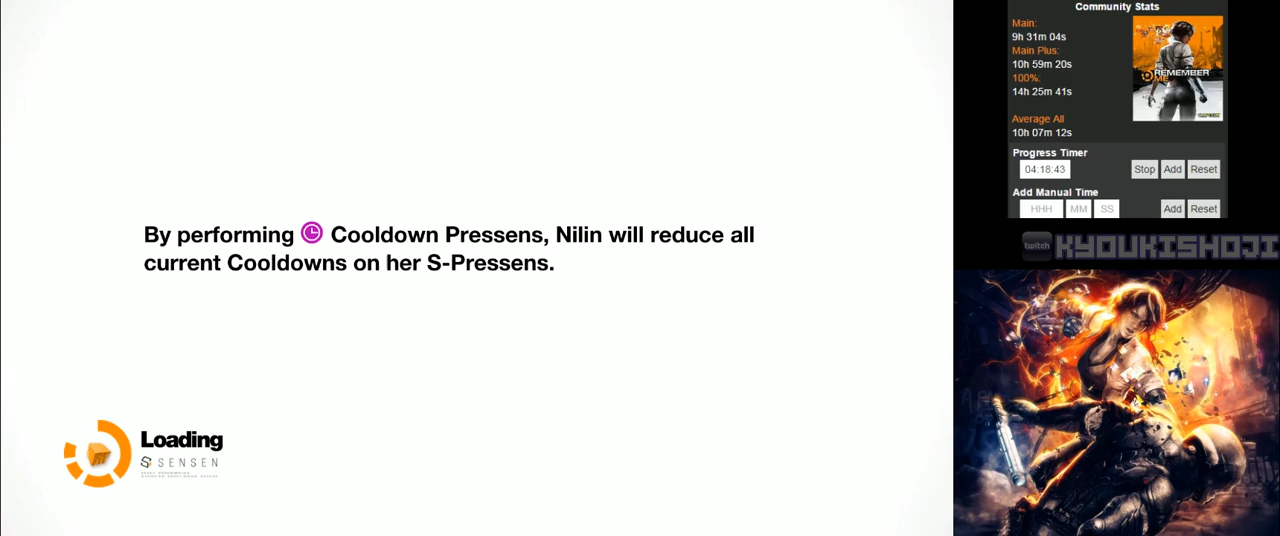 By performing Cooldown Pressens, Nilin will reduce all
current Cooldowns on her S-Pressens.
Loading
SENSEN
Community Stats
Main:
9h 31m 04s
Main Plus:
10h 59m 20s
100%:
14h 25m 41s
Average All
10h 07m 12s
REMEMBER
ME
CAPCOM
Progress Timer
04:18:43
Stop
Add
Reset
Add Manual Time
HHH
MM
SS
Add
Reset
twitch
KYOUKISHOJI